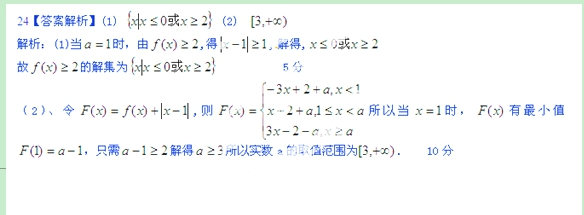 24【答案解析】(1) {x|x≤0或x≥2} (2) [3,+∞)
解析：(1)当a=1时，由f(x)≥2,得|x-1|≥1,解得,x≤0或x≥2
故f(x)≥2的解集为{x|x≤0或x≥2} 5分
-3x+2+a,x<1
(2)、令F(x)=f(x)+|x-1|,则F(x)={x-2+a,1≤x<a 所以当x=1时，F(x)有最小值
3x-2-a,x≥a
F(1)=a-1，只需a-1≥2解得a≥3所以实数a的取值范围为[3,+∞). 10分